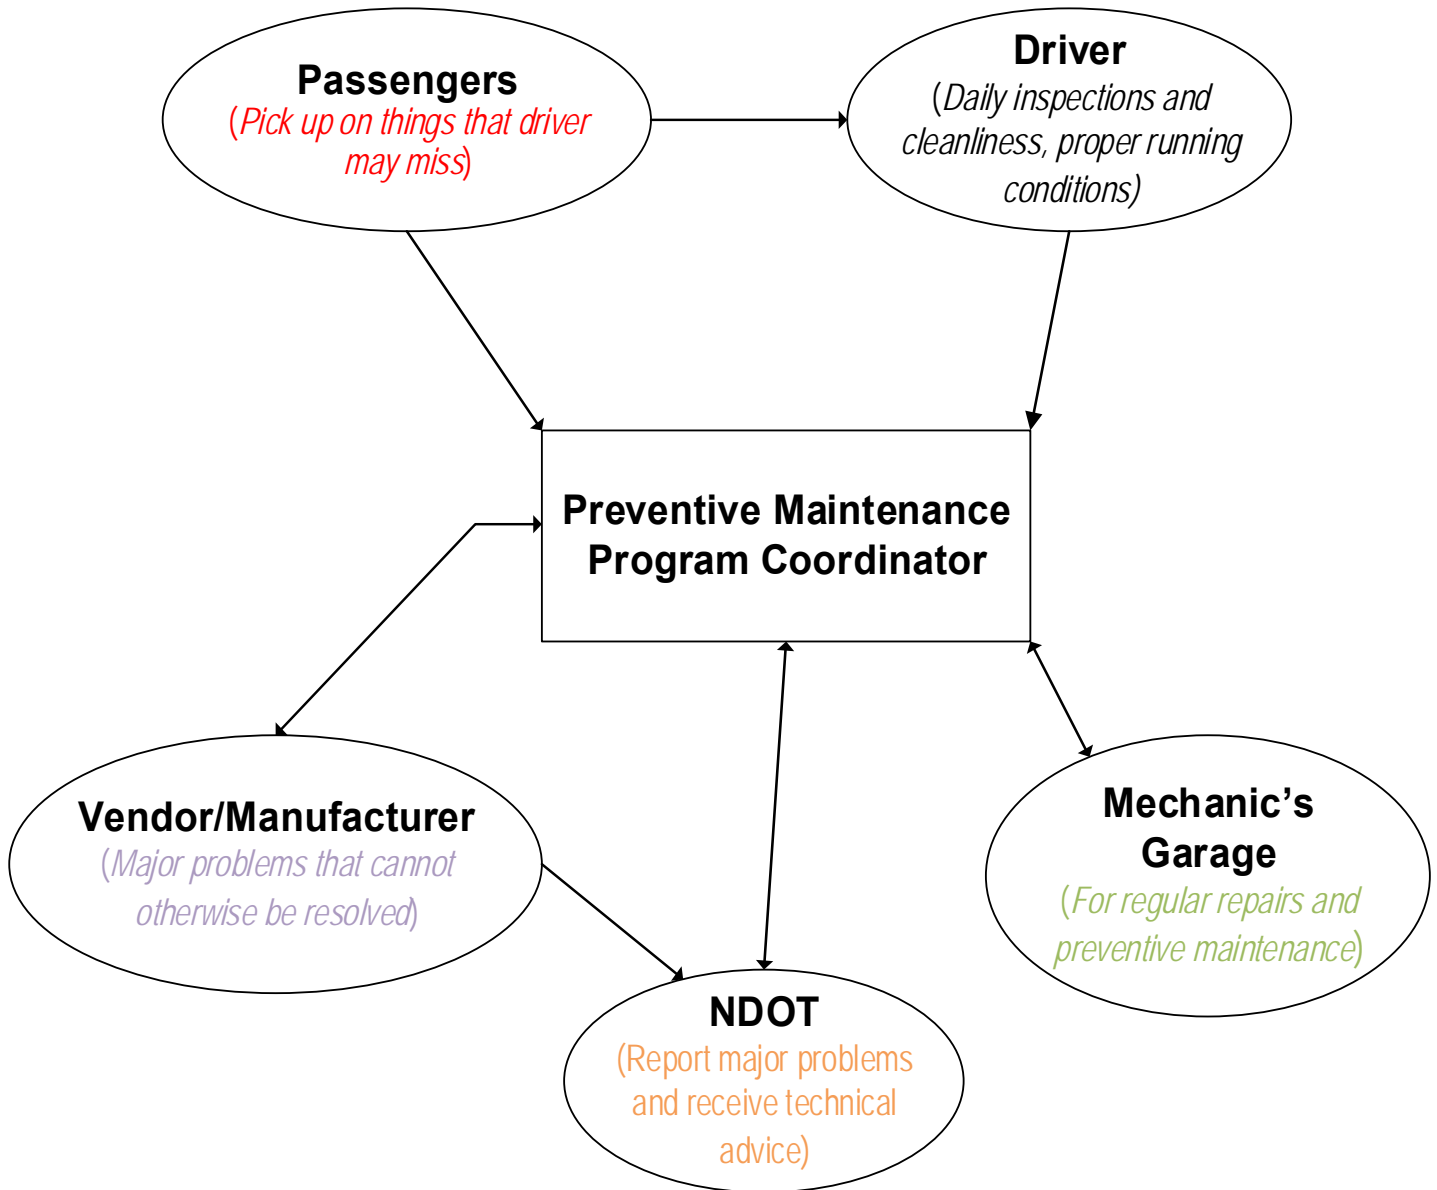 Passengers
(Pick up on things that driver
may miss)
Driver
(Daily inspections and
cleanliness, proper running
conditions)
Preventive Maintenance
Program Coordinator
Vendor/Manufacturer
(Major problems that cannot
otherwise be resolved)
Mechanic’s
Garage
(For regular repairs and
preventive maintenance)
NDOT
(Report major problems
and receive technical
advice)